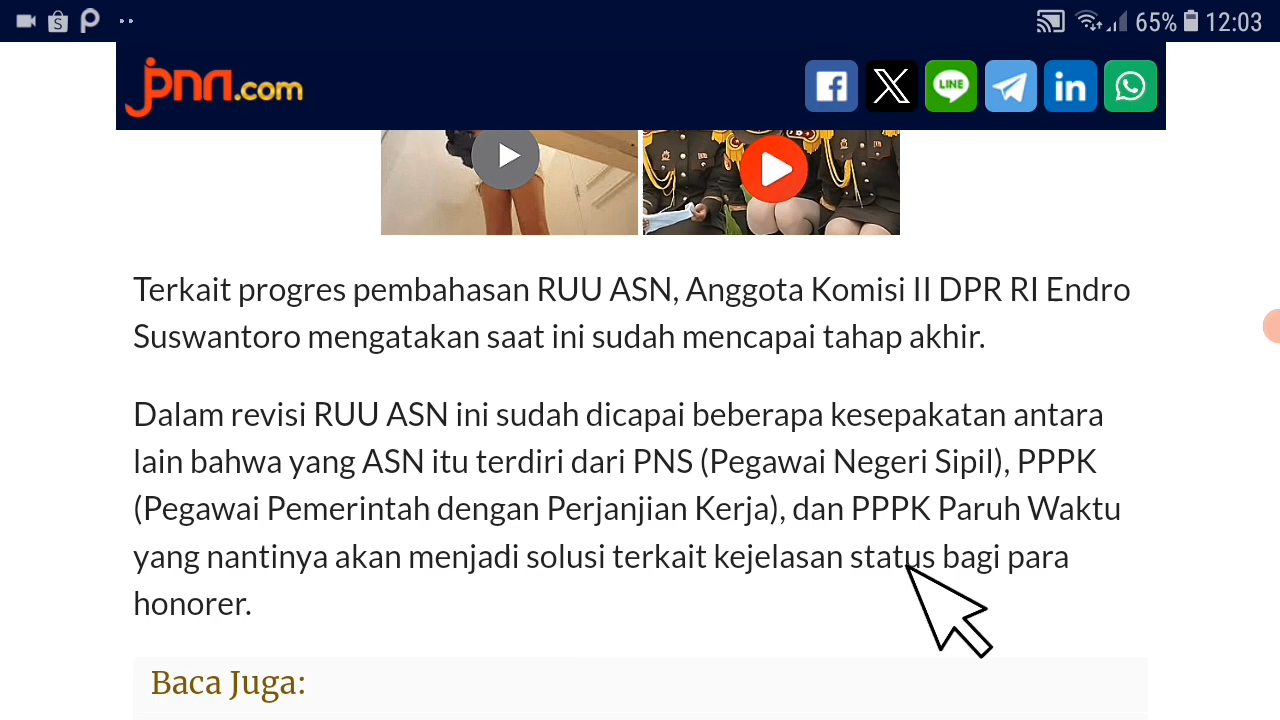 65% 12:03
jpnn.com
LINE
Terkait progres pembahasan RUU ASN, Anggota Komisi II DPR RI Endro
Suswantoro mengatakan saat ini sudah mencapai tahap akhir.
Dalam revisi RUU ASN ini sudah dicapai beberapa kesepakatan antara
lain bahwa yang ASN itu terdiri dari PNS (Pegawai Negeri Sipil), PPPK
(Pegawai Pemerintah dengan Perjanjian Kerja), dan PPPK Paruh Waktu
yang nantinya akan menjadi solusi terkait kejelasan status bagi para
honorer.
Baca Juga: